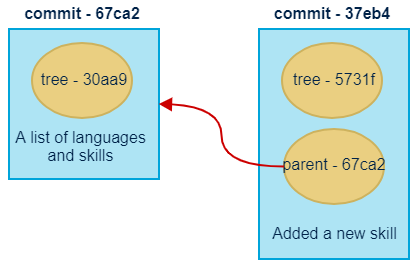 commit - 67ca2
tree - 30aa9
A list of languages
and skills
commit - 37eb4
tree - 5731f
parent - 67ca2
Added a new skill